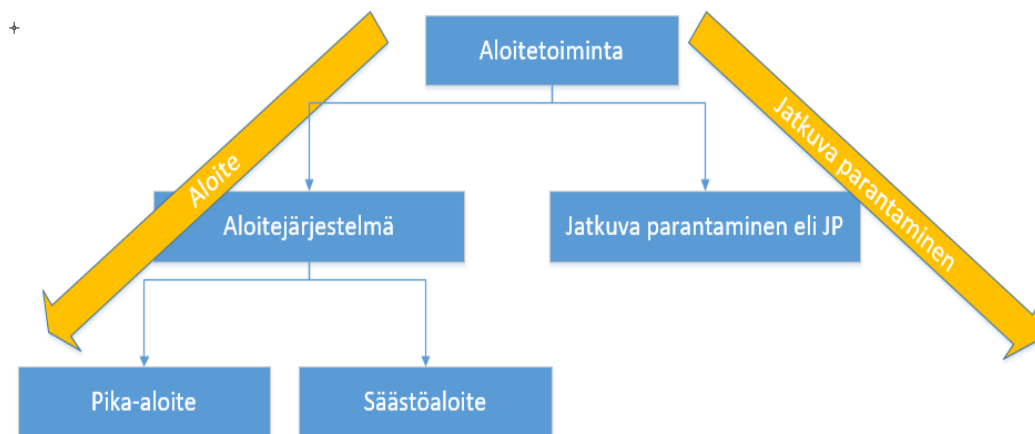 Aloitetoiminta
Aloite
Jatkuva parantaminen
Aloitejärjestelmä
Jatkuva parantaminen eli JP
Pika-aloite
Säästöaloite